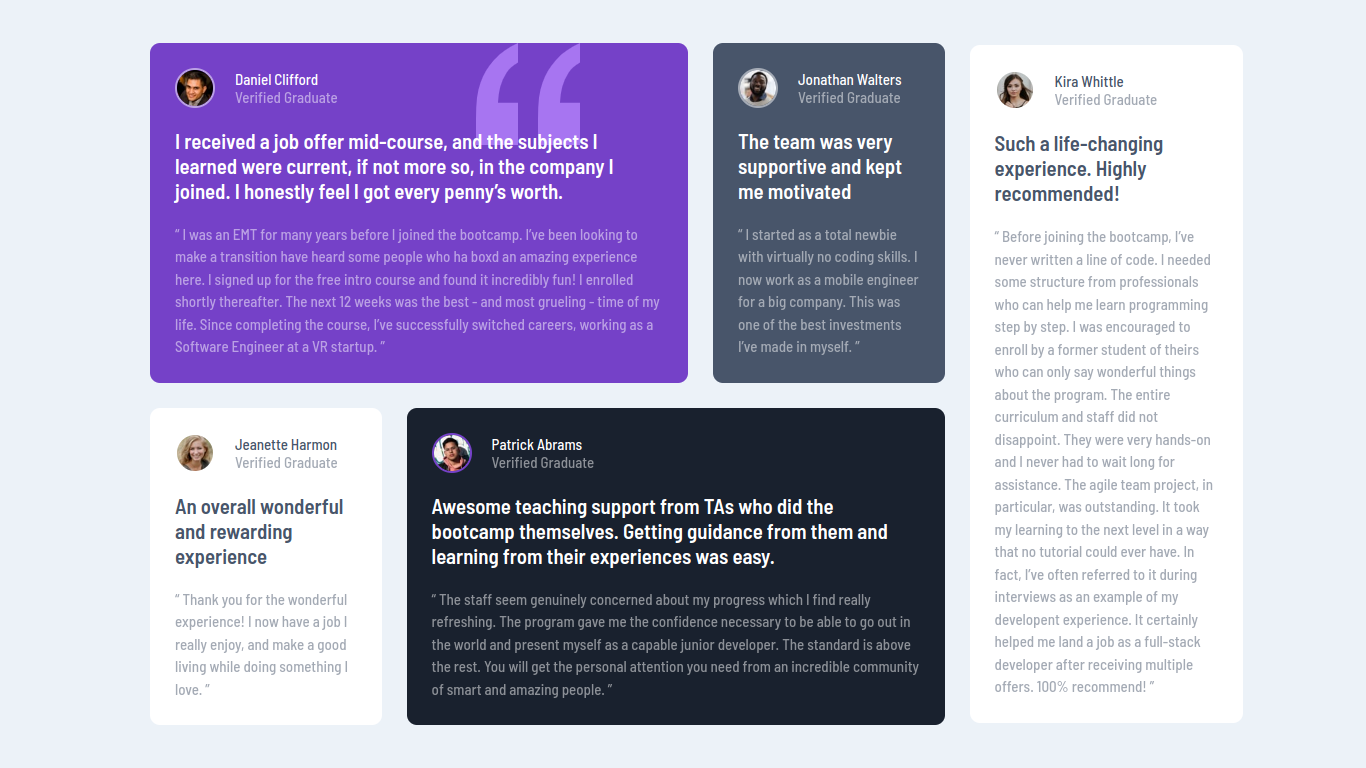 Daniel Clifford
Verified Graduate
I received a job offer mid-course, and the subjects I
learned were current, if not more so, in the company I
joined. I honestly feel I got every penny’s worth.
“ I was an EMT for many years before I joined the bootcamp. I’ve been looking to
make a transition have heard some people who ha boxd an amazing experience
here. I signed up for the free intro course and found it incredibly fun! I enrolled
shortly thereafter. The next 12 weeks was the best - and most grueling - time of my
life. Since completing the course, I’ve successfully switched careers, working as a
Software Engineer at a VR startup. ”
Jonathan Walters
Verified Graduate
The team was very
supportive and kept
me motivated
“ I started as a total newbie
with virtually no coding skills. I
now work as a mobile engineer
for a big company. This was
one of the best investments
I’ve made in myself. ”
Kira Whittle
Verified Graduate
Such a life-changing
experience. Highly
recommended!
“ Before joining the bootcamp, I’ve
never written a line of code. I needed
some structure from professionals
who can help me learn programming
step by step. I was encouraged to
enroll by a former student of theirs
who can only say wonderful things
about the program. The entire
curriculum and staff did not
disappoint. They were very hands-on
and I never had to wait long for
assistance. The agile team project, in
particular, was outstanding. It took
my learning to the next level in a way
that no tutorial could ever have. In
fact, I’ve often referred to it during
interviews as an example of my
developent experience. It certainly
helped me land a job as a full-stack
developer after receiving multiple
offers. 100% recommend! ”
Jeanette Harmon
Verified Graduate
An overall wonderful
and rewarding
experience
“ Thank you for the wonderful
experience! I now have a job I
really enjoy, and make a good
living while doing something I
love. ”
Patrick Abrams
Verified Graduate
Awesome teaching support from TAs who did the
bootcamp themselves. Getting guidance from them and
learning from their experiences was easy.
“ The staff seem genuinely concerned about my progress which I find really
refreshing. The program gave me the confidence necessary to be able to go out in
the world and present myself as a capable junior developer. The standard is above
the rest. You will get the personal attention you need from an incredible community
of smart and amazing people. ”